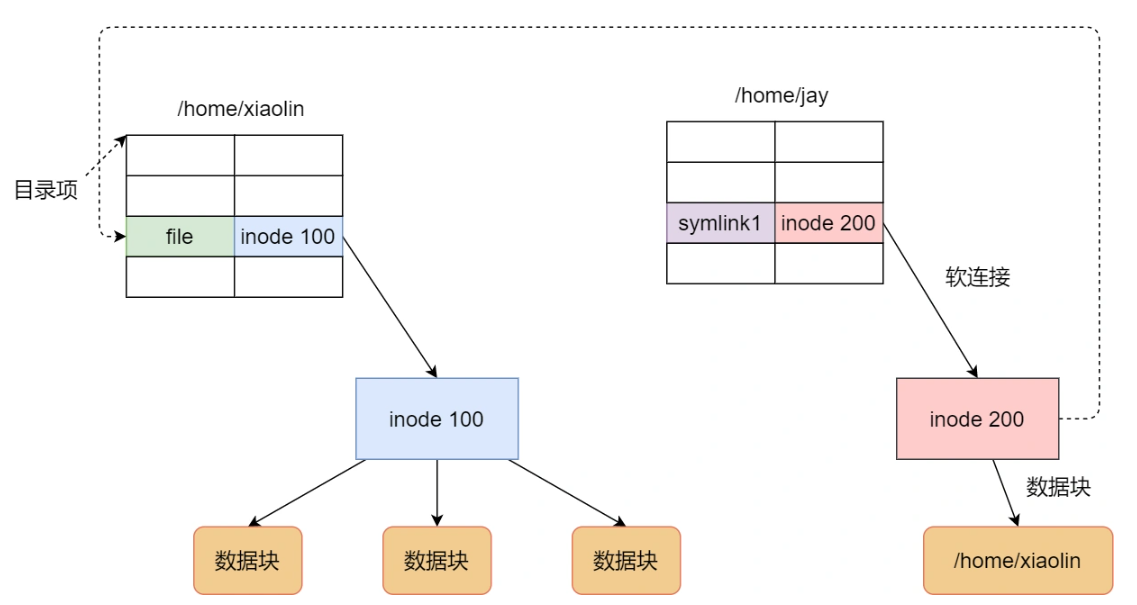 /home/xiaolin
/home/jay
目录项
file inode 100
symlink1 inode 200
软连接
inode 100
inode 200
数据块
数据块 数据块 数据块 /home/xiaolin